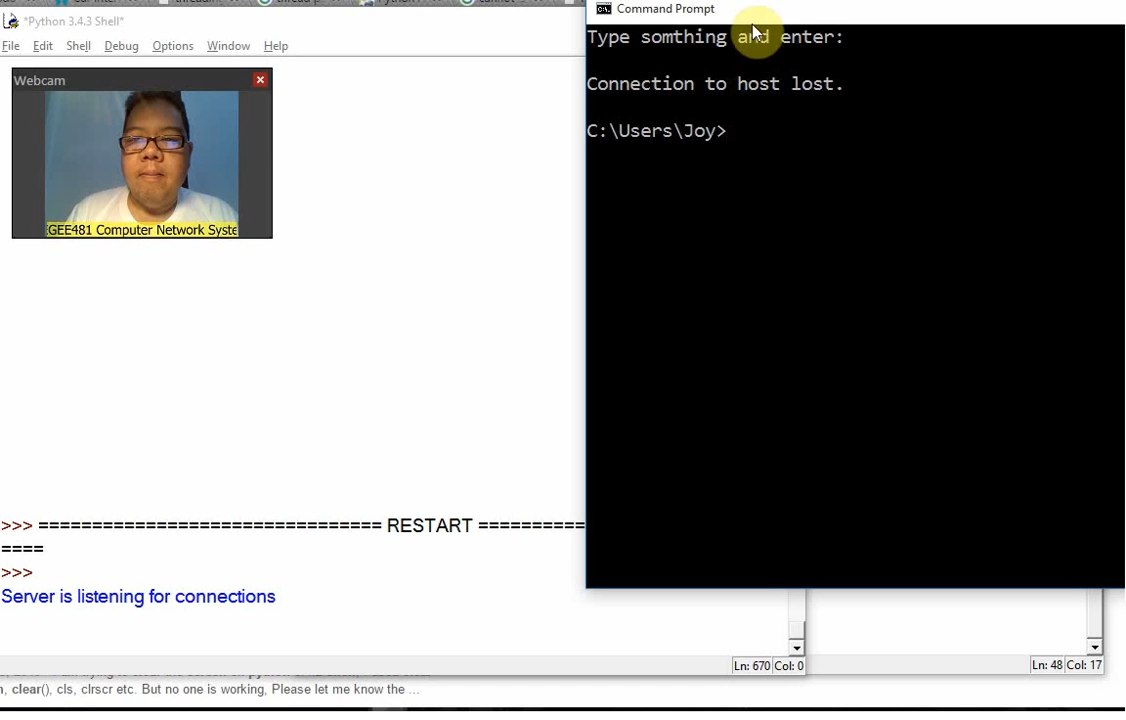 *Python 3.4.3 Shell*
File Edit Shell Debug Options Window Help
Webcam
GEE481 Computer Network Syste
>>> ================================ RESTART ==========
====
>>>
Server is listening for connections
Ln: 670 Col: 0
Command Prompt
Type somthing and enter:
Connection to host lost.
C:\Users\Joy>
Ln: 48 Col: 17
, clear(), cls, clrscr etc. But no one is working, Please let me know the ...